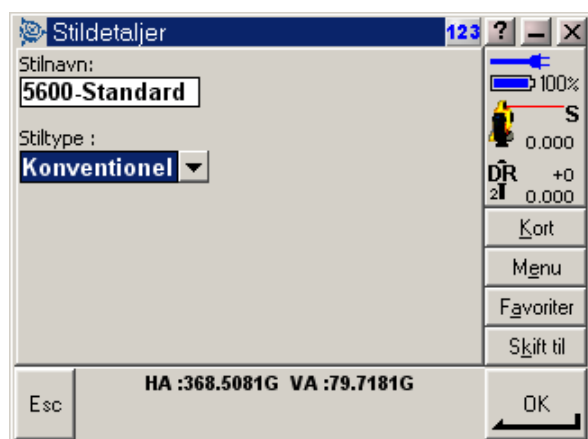 Stildetaljer 123 ?
Stilnavn:
5600-Standard
Stiltype :
Konventionel
100%
S
0.000
DR +0
2 0.000
Kort
Menu
Favoriter
Skift til
Esc
HA :368.5081G VA :79.7181G
OK